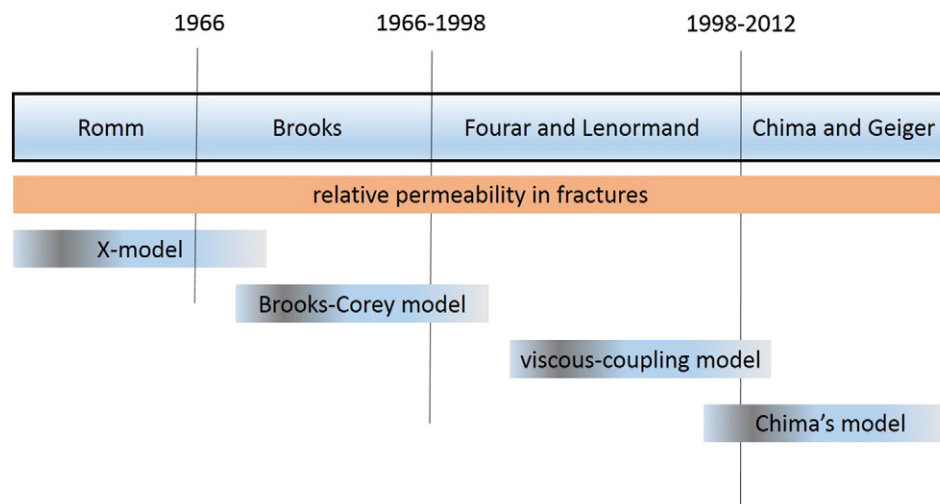 1966 1966-1998 1998-2012
Romm Brooks Fourar and Lenormand Chima and Geiger
relative permeability in fractures
X-model
Brooks-Corey model
viscous-coupling model
Chima’s model